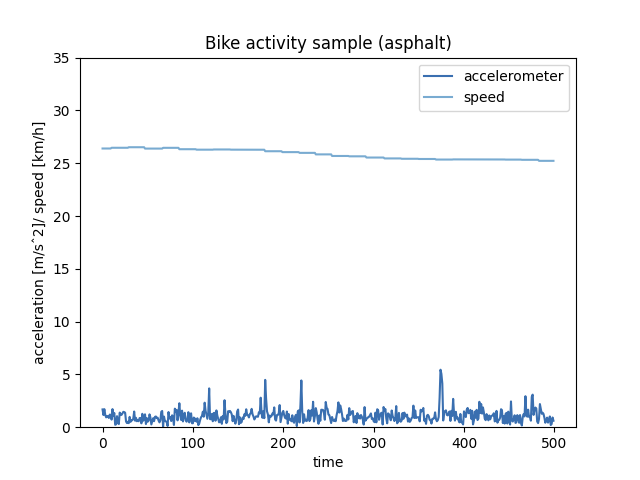 Bike activity sample (asphalt)
accelerometer
speed
acceleration [m/sˆ2]/ speed [km/h]
35
30
25
20
15
10
5
0
0 100 200 300 400 500
time